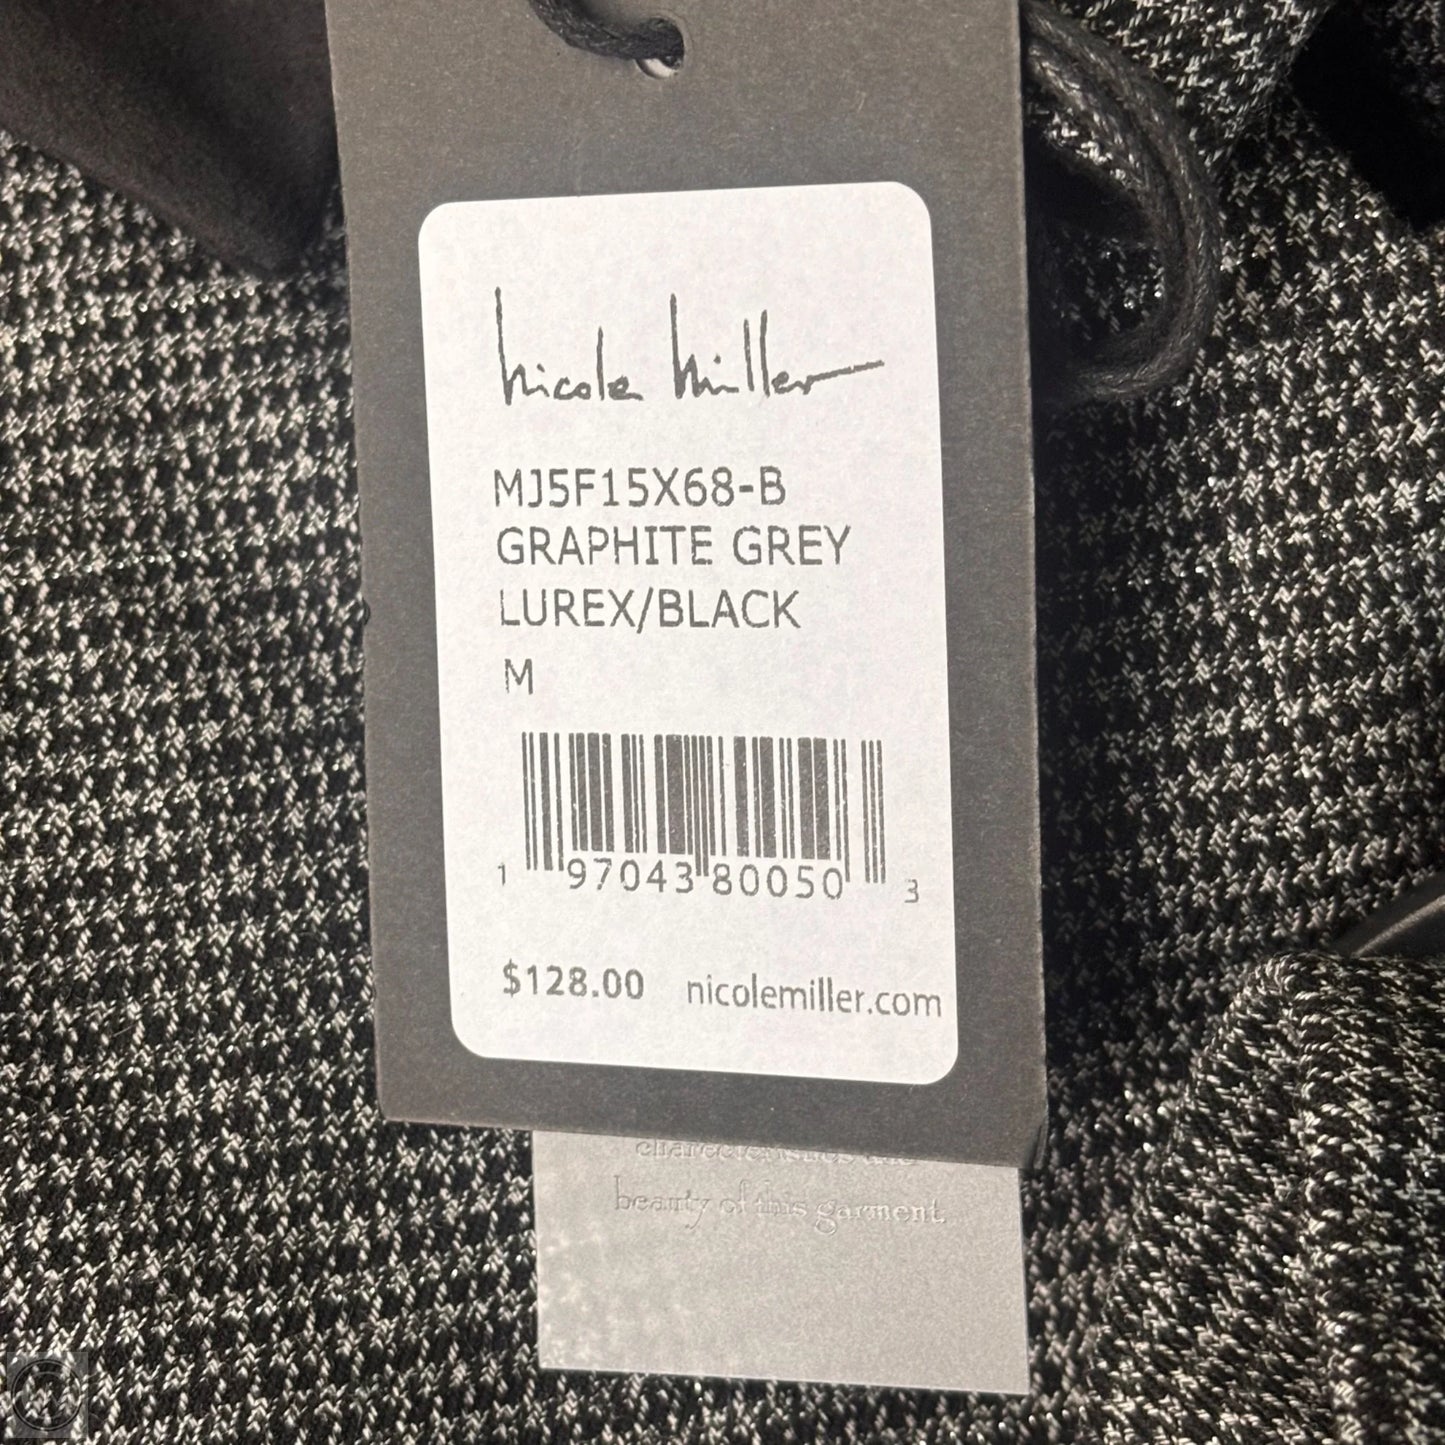 nicole miller
MJ5F15X68-B
GRAPHITE GREY
LUREX/BLACK
M
1 97043 80050 3
$128.00 nicolemiller.com
beauty of this garment.